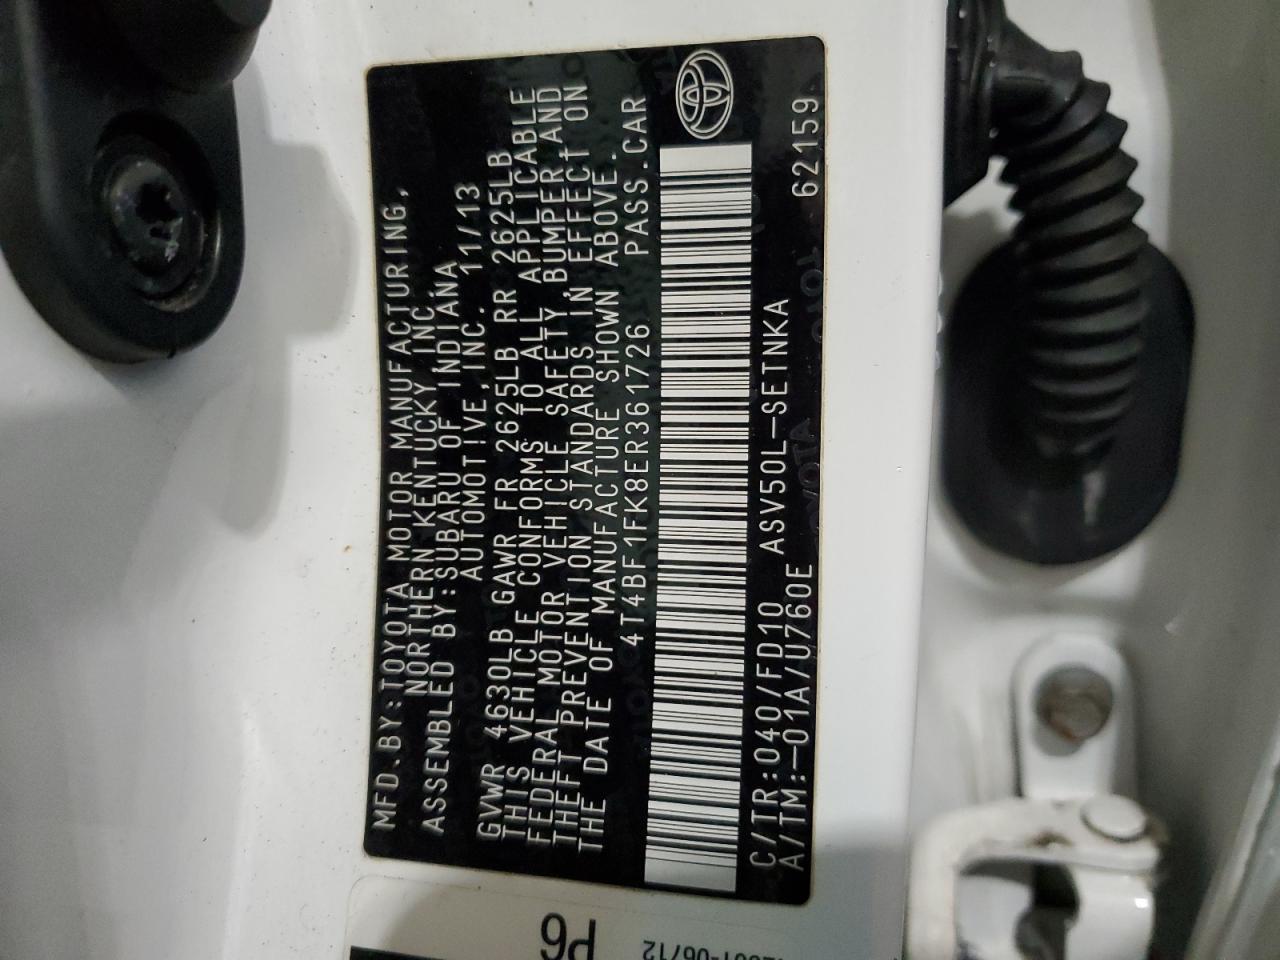 MFD.BY:TOYOTA MOTOR MANUFACTURING,
NORTHERN KENTUCKY INC.
ASSEMBLED BY:SUBARU OF INDIANA
AUTOMOTIVE,INC. 11/13
GVWR 4630LB GAWR FR 2625LB RR 2625LB
THIS VEHICLE CONFORMS TO ALL APPLICABLE
FEDERAL MOTOR VEHICLE SAFETY,BUMPER,AND
THEFT PREVENTION STANDARDS IN EFFECT ON
THE DATE OF MANUFACTURE SHOWN ABOVE.
4T4BF1FK8ER361726 PASS.CAR
C/TR:040/FD10 ASV50L-SETNKA
A/TM:-01A/U760E 62159
P6